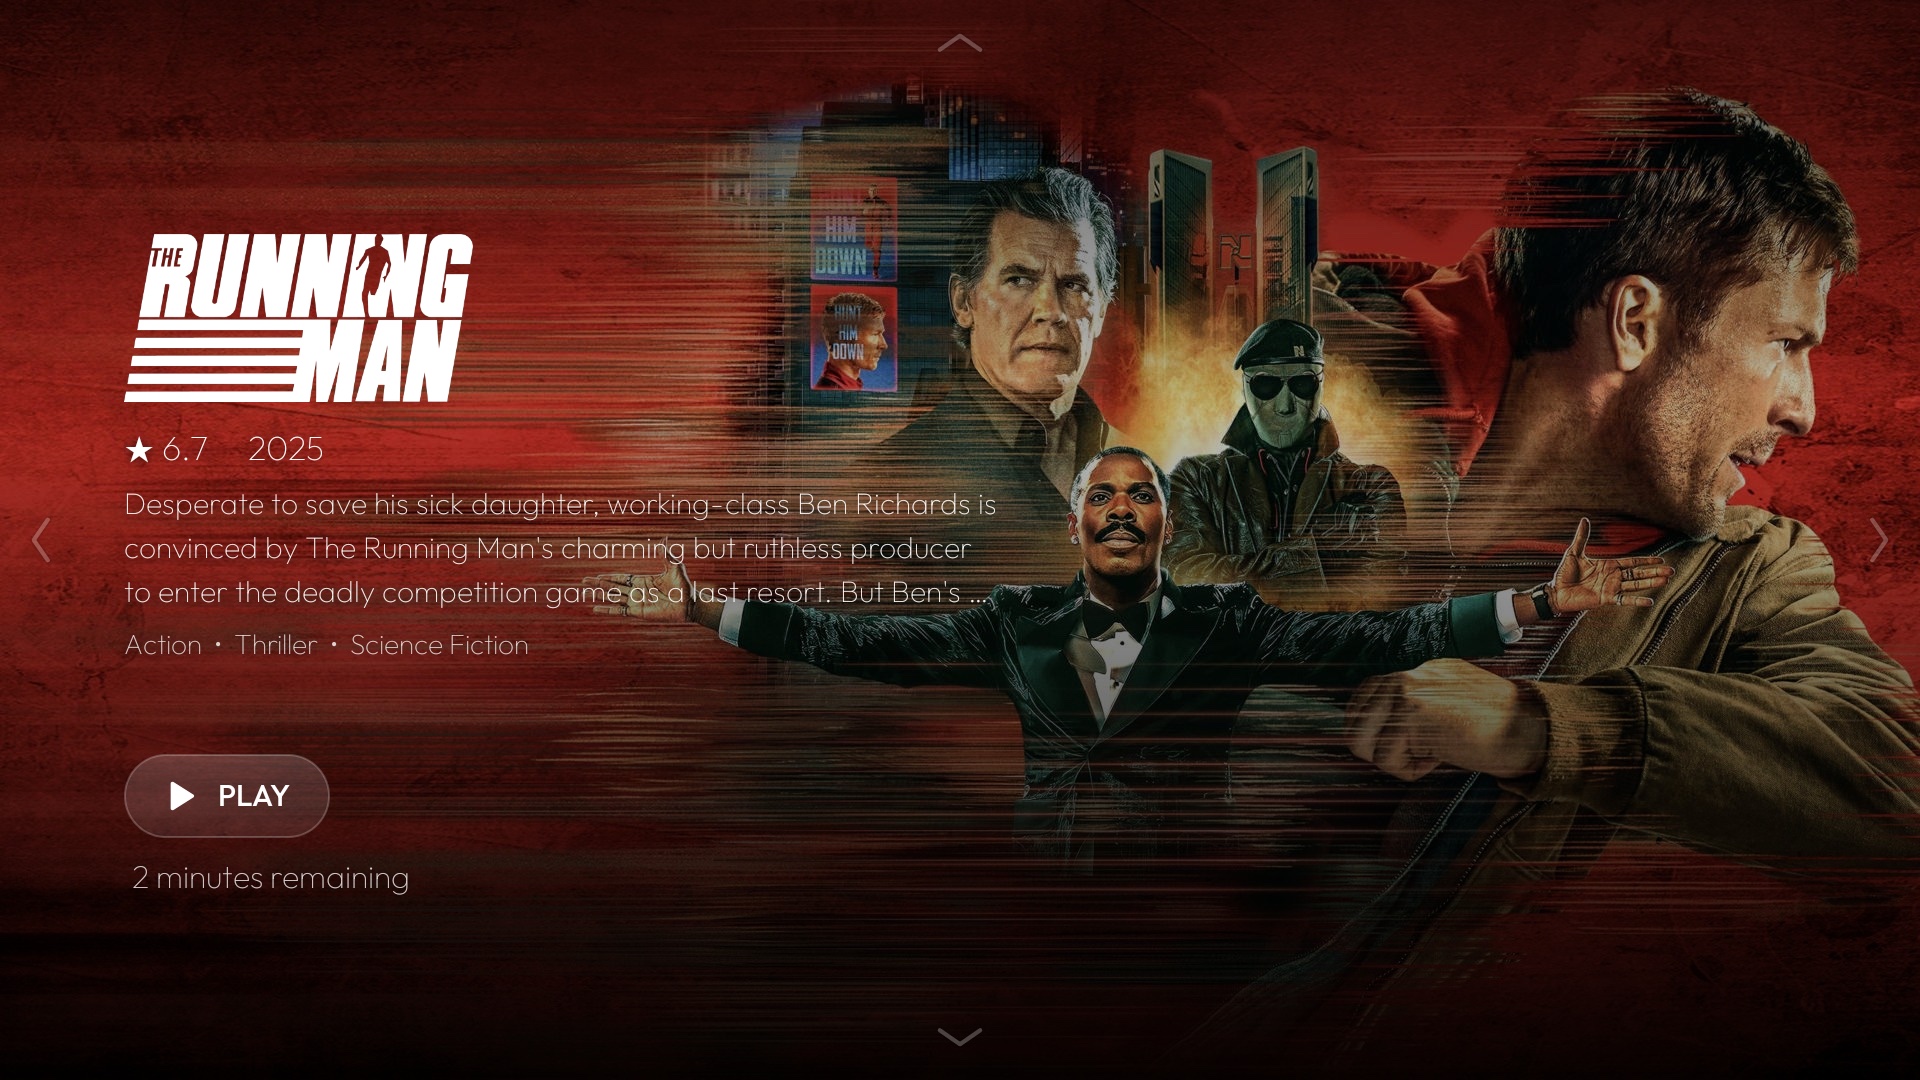 THE
RUNNING
MAN
★ 6.7 2025
Desperate to save his sick daughter, working-class Ben Richards is
convinced by The Running Man's charming but ruthless producer
to enter the deadly competition game as a last resort. But Ben's ...
Action • Thriller • Science Fiction
PLAY
2 minutes remaining
HIM
DOWN
HUNT
HIM
DOWN
N
N